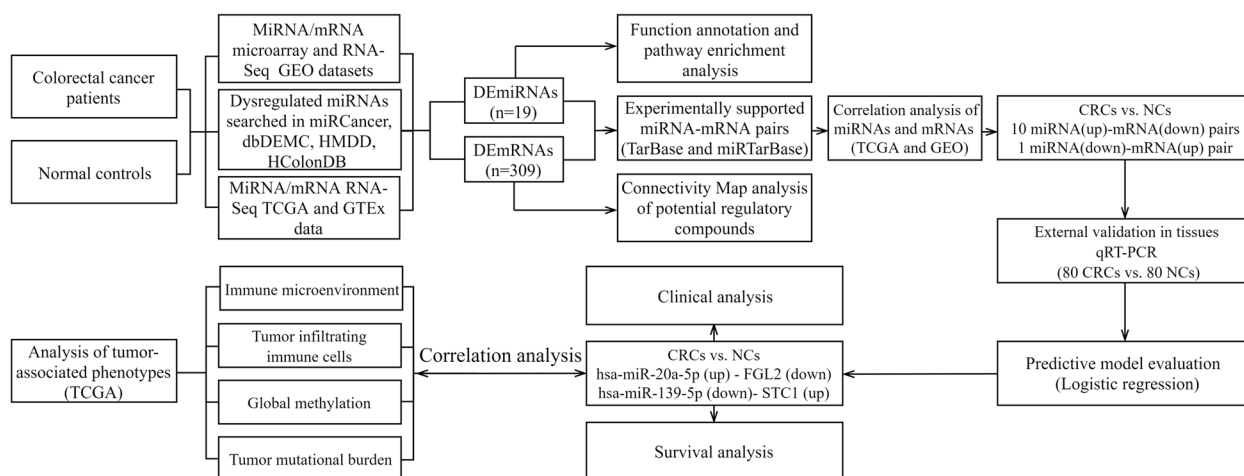 Colorectal cancer
patients
Normal controls
MiRNA/mRNA
microarray and RNA-
Seq GEO datasets
Dysregulated miRNAs
searched in miRCancer,
dbDEMC, HMDD,
HColonDB
MiRNA/mRNA RNA-
Seq TCGA and GTEx
data
DEmiRNAs
(n=19)
DEmRNAs
(n=309)
Function annotation and
pathway enrichment
analysis
Experimentally supported
miRNA-mRNA pairs
(TarBase and miRTarBase)
Connectivity Map analysis
of potential regulatory
compounds
Correlation analysis of
miRNAs and mRNAs
(TCGA and GEO)
CRCs vs. NCs
10 miRNA(up)-mRNA(down) pairs
1 miRNA(down)-mRNA(up) pair
External validation in tissues
qRT-PCR
(80 CRCs vs. 80 NCs)
Predictive model evaluation
(Logistic regression)
Clinical analysis
CRCs vs. NCs
hsa-miR-20a-5p (up) - FGL2 (down)
hsa-miR-139-5p (down)- STC1 (up)
Survival analysis
Correlation analysis
Immune microenvironment
Tumor infiltrating
immune cells
Global methylation
Tumor mutational burden
Analysis of tumor-
associated phenotypes
(TCGA)